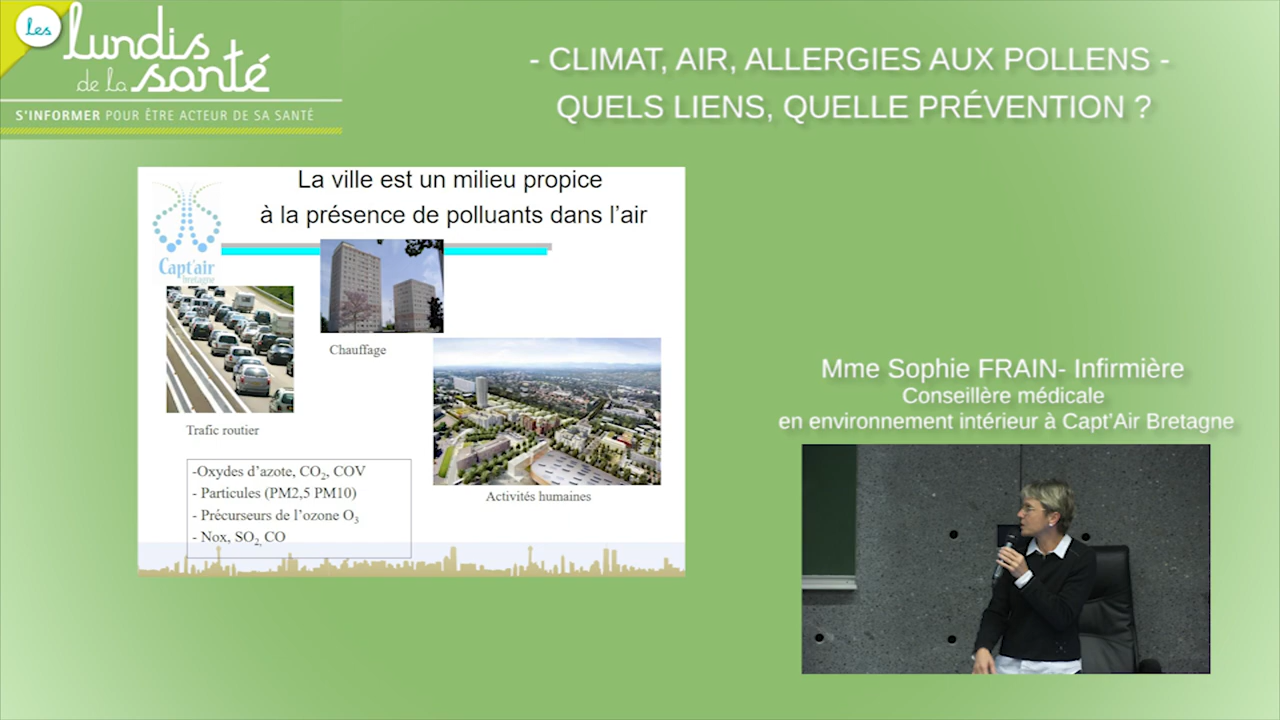 les
lundis
de la santé
S'INFORMER POUR ÊTRE ACTEUR DE SA SANTÉ
- CLIMAT, AIR, ALLERGIES AUX POLLENS -
QUELS LIENS, QUELLE PRÉVENTION ?
La ville est un milieu propice
à la présence de polluants dans l'air
Capt'air
bretagne
Chauffage
Trafic routier
Activités humaines
-Oxydes d'azote, CO2, COV
- Particules (PM2,5 PM10)
- Précurseurs de l'ozone O3
- Nox, SO2, CO
Mme Sophie FRAIN- Infirmière
Conseillère médicale
en environnement intérieur à Capt'Air Bretagne